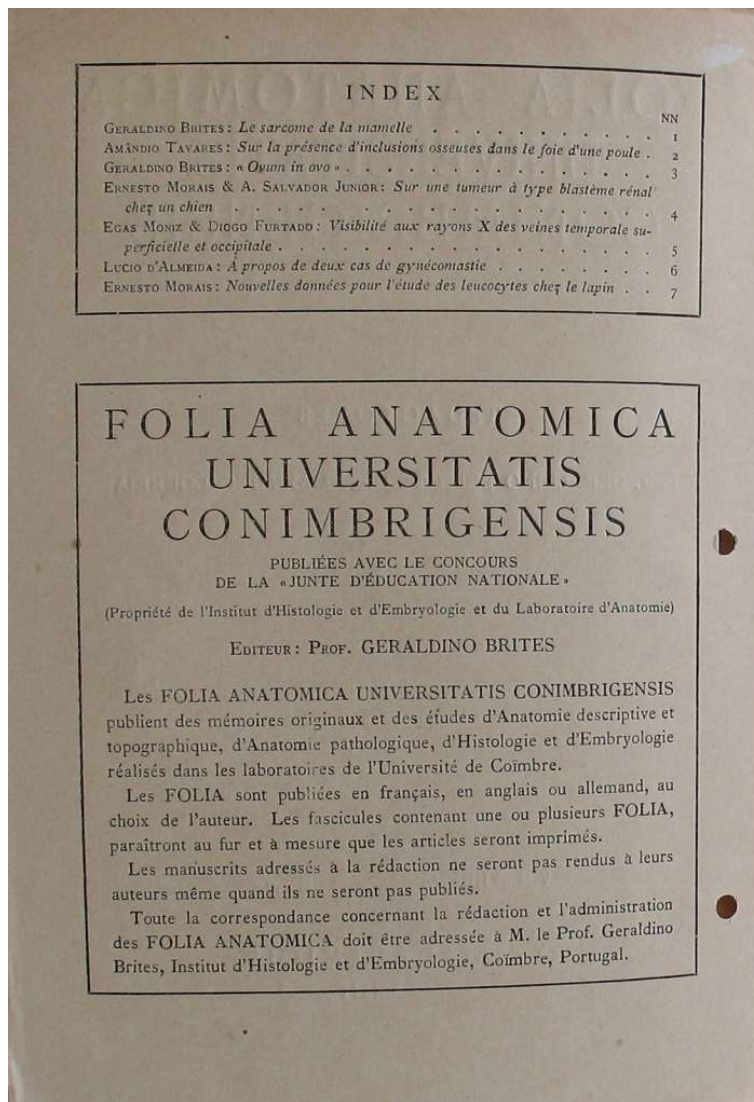 INDEX
NN
GERALDINO BRITES: Le sarcome de la mamelle . . . . . . . . . . . 1
AMÂNDIO TAVARES: Sur la présence d'inclusions osseuses dans le foie d'une poule . 2
GERALDINO BRITES: « Ovum in ovo » . . . . . . . . . . . . . . . 3
ERNESTO MORAIS & A. SALVADOR JUNIOR: Sur une tumeur à type blastème rénal
chez un chien . . . . . . . . . . . . . . . . . . 4
EGAS MONIZ & DIOGO FURTADO: Visibilité aux rayons X des veines temporale su-
perficielle et occipitale . . . . . . . . . . . . . . . . . . 5
LUCIO D'ALMEIDA: A propos de deux cas de gynécomastie . . . . . . . . 6
ERNESTO MORAIS: Nouvelles données pour l'étude des leucocytes chez le lapin . . 7
FOLIA ANATOMICA
UNIVERSITATIS
CONIMBRIGENSIS
PUBLIÉES AVEC LE CONCOURS
DE LA «JUNTE D'ÉDUCATION NATIONALE»
(Propriété de l'Institut d'Histologie et d'Embryologie et du Laboratoire d'Anatomie)
EDITEUR: PROF. GERALDINO BRITES
Les FOLIA ANATOMICA UNIVERSITATIS CONIMBRIGENSIS
publient des mémoires originaux et des études d'Anatomie descriptive et
topographique, d'Anatomie pathologique, d'Histologie et d'Embryologie
réalisés dans les laboratoires de l'Université de Coïmbre.
Les FOLIA sont publiées en français, en anglais ou allemand, au
choix de l'auteur. Les fascicules contenant une ou plusieurs FOLIA,
paraîtront au fur et à mesure que les articles seront imprimés.
Les manuscrits adressés à la rédaction ne seront pas rendus à leurs
auteurs même quand ils ne seront pas publiés.
Toute la correspondance concernant la rédaction et l'administration
des FOLIA ANATOMICA doit être adressée à M. le Prof. Geraldino
Brites, Institut d'Histologie et d'Embryologie, Coïmbre, Portugal.